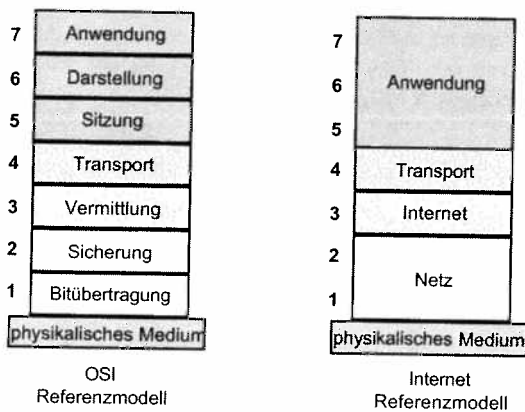 7 Anwendung
6 Darstellung
5 Sitzung
4 Transport
3 Vermittlung
2 Sicherung
1 Bitübertragung
physikalisches Medium
OSI
Referenzmodell
7
6 Anwendung
5
4 Transport
3 Internet
2
Netz
1
physikalisches Medium
Internet
Referenzmodell